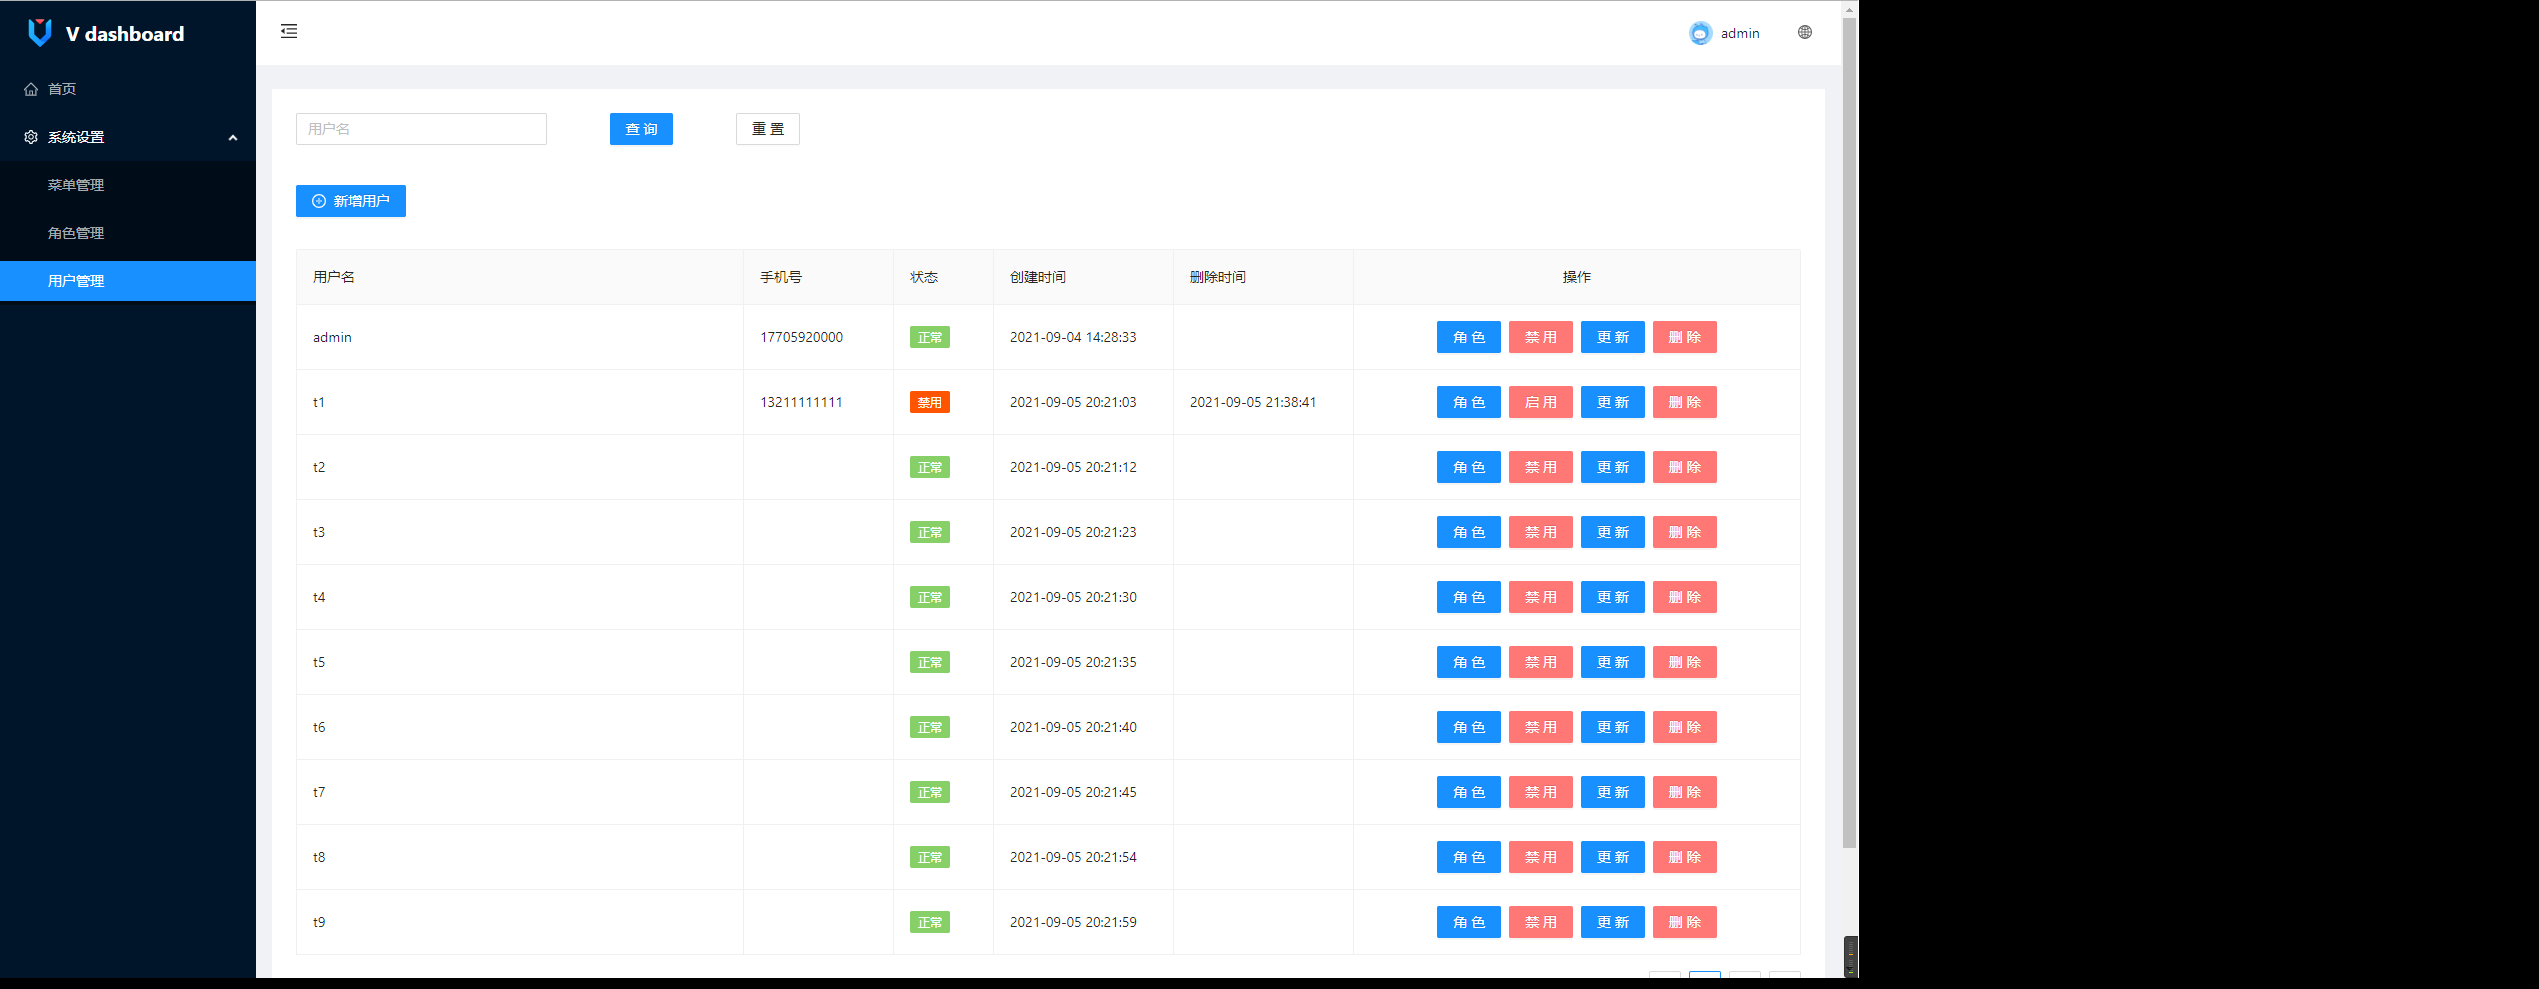 V dashboard
admin
首页
系统设置
菜单管理
角色管理
用户管理
用户名 查询 重置
新增用户
用户名 手机号 状态 创建时间 删除时间 操作
admin 17705920000 正常 2021-09-04 14:28:33 角色 禁用 更新 删除
t1 13211111111 禁用 2021-09-05 20:21:03 2021-09-05 21:38:41 角色 启用 更新 删除
t2 正常 2021-09-05 20:21:12 角色 禁用 更新 删除
t3 正常 2021-09-05 20:21:23 角色 禁用 更新 删除
t4 正常 2021-09-05 20:21:30 角色 禁用 更新 删除
t5 正常 2021-09-05 20:21:35 角色 禁用 更新 删除
t6 正常 2021-09-05 20:21:40 角色 禁用 更新 删除
t7 正常 2021-09-05 20:21:45 角色 禁用 更新 删除
t8 正常 2021-09-05 20:21:54 角色 禁用 更新 删除
t9 正常 2021-09-05 20:21:59 角色 禁用 更新 删除